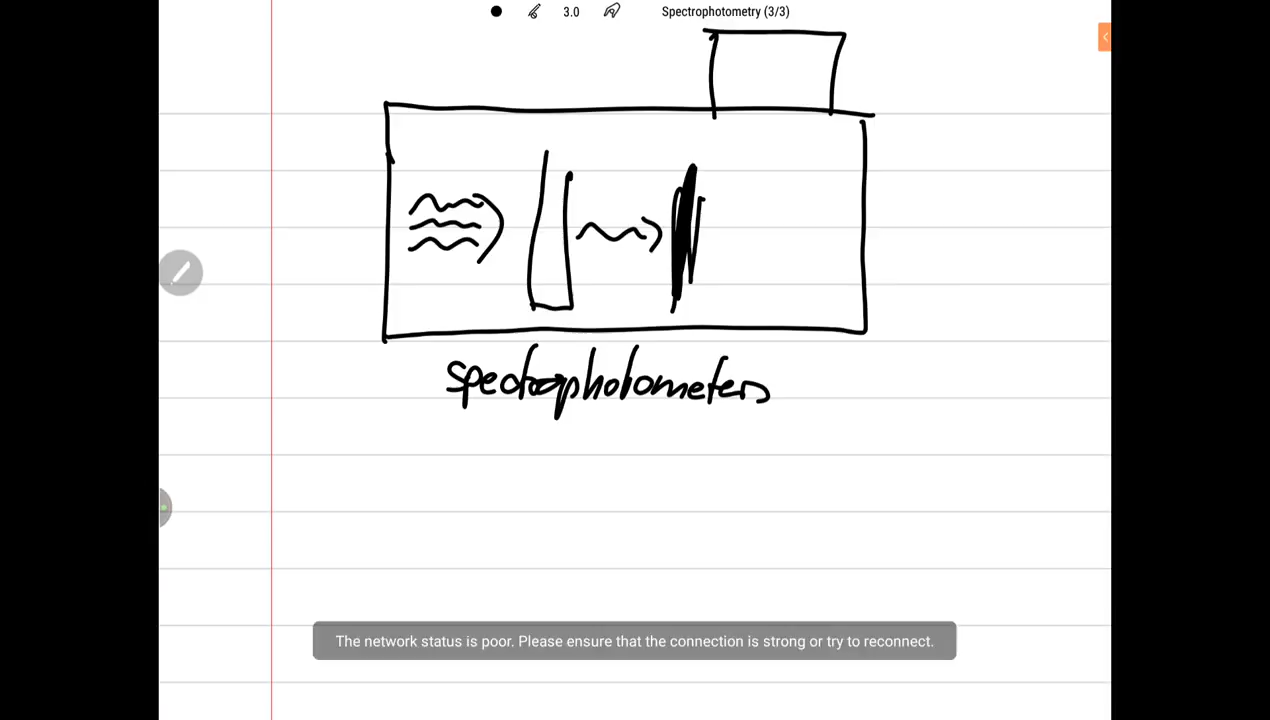 3.0 Spectrophotometry (3/3)
spectrophotometers
The network status is poor. Please ensure that the connection is strong or try to reconnect.